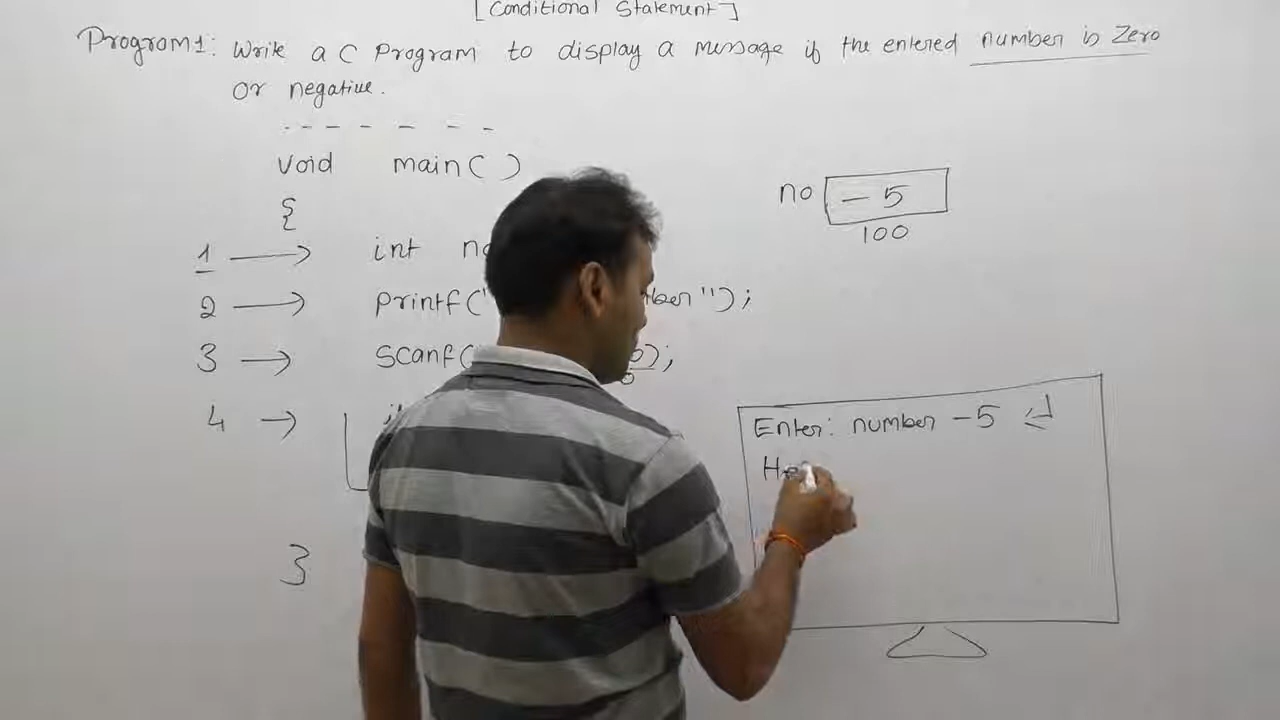 [Conditional Statement]
Program1: Write a C Program to display a message if the entered number is Zero
or negative.
void main( )
{
1 → int
2 → printf("
");
3 → scanf(
);
4 →
}
no - 5
100
Enter: number -5
He